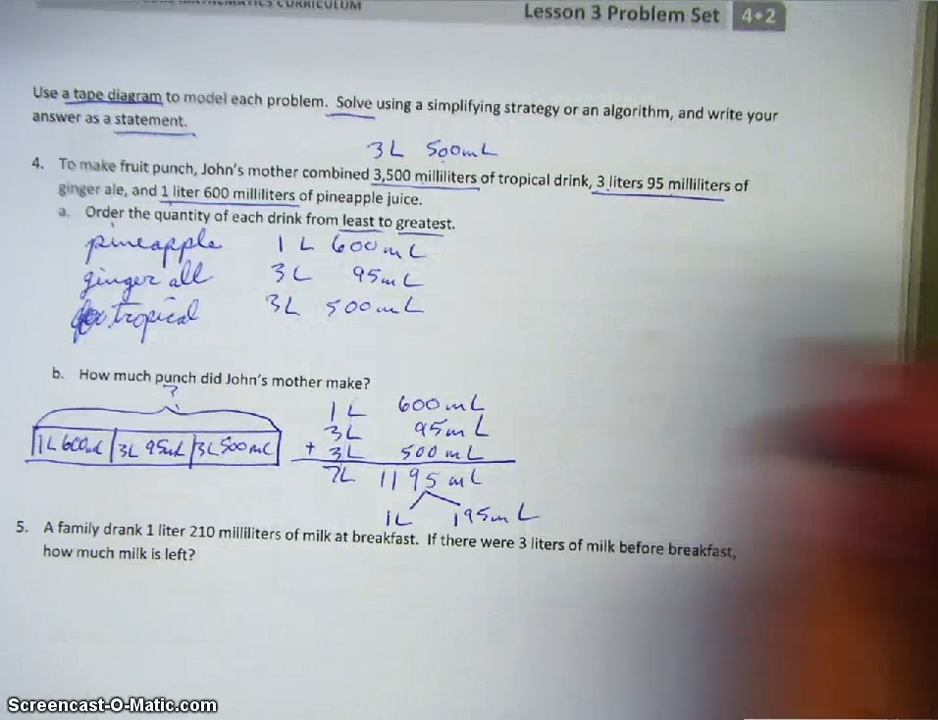 MATHEMATICS CURRICULUM
Lesson 3 Problem Set 4•2
Use a tape diagram to model each problem. Solve using a simplifying strategy or an algorithm, and write your
answer as a statement.
3L 500mL
4. To make fruit punch, John's mother combined 3,500 milliliters of tropical drink, 3 liters 95 milliliters of
ginger ale, and 1 liter 600 milliliters of pineapple juice.
a. Order the quantity of each drink from least to greatest.
pineapple 1 L 600mL
ginger all 3L 95mL
tropical 3L 500mL
b. How much punch did John's mother make?
?
1L 600mL
3L 95mL
1L 600mL 3L 95mL 3L 500mL + 3L 500mL
7L 1195mL
1L 195mL
5. A family drank 1 liter 210 milliliters of milk at breakfast. If there were 3 liters of milk before breakfast,
how much milk is left?
Screencast-O-Matic.com